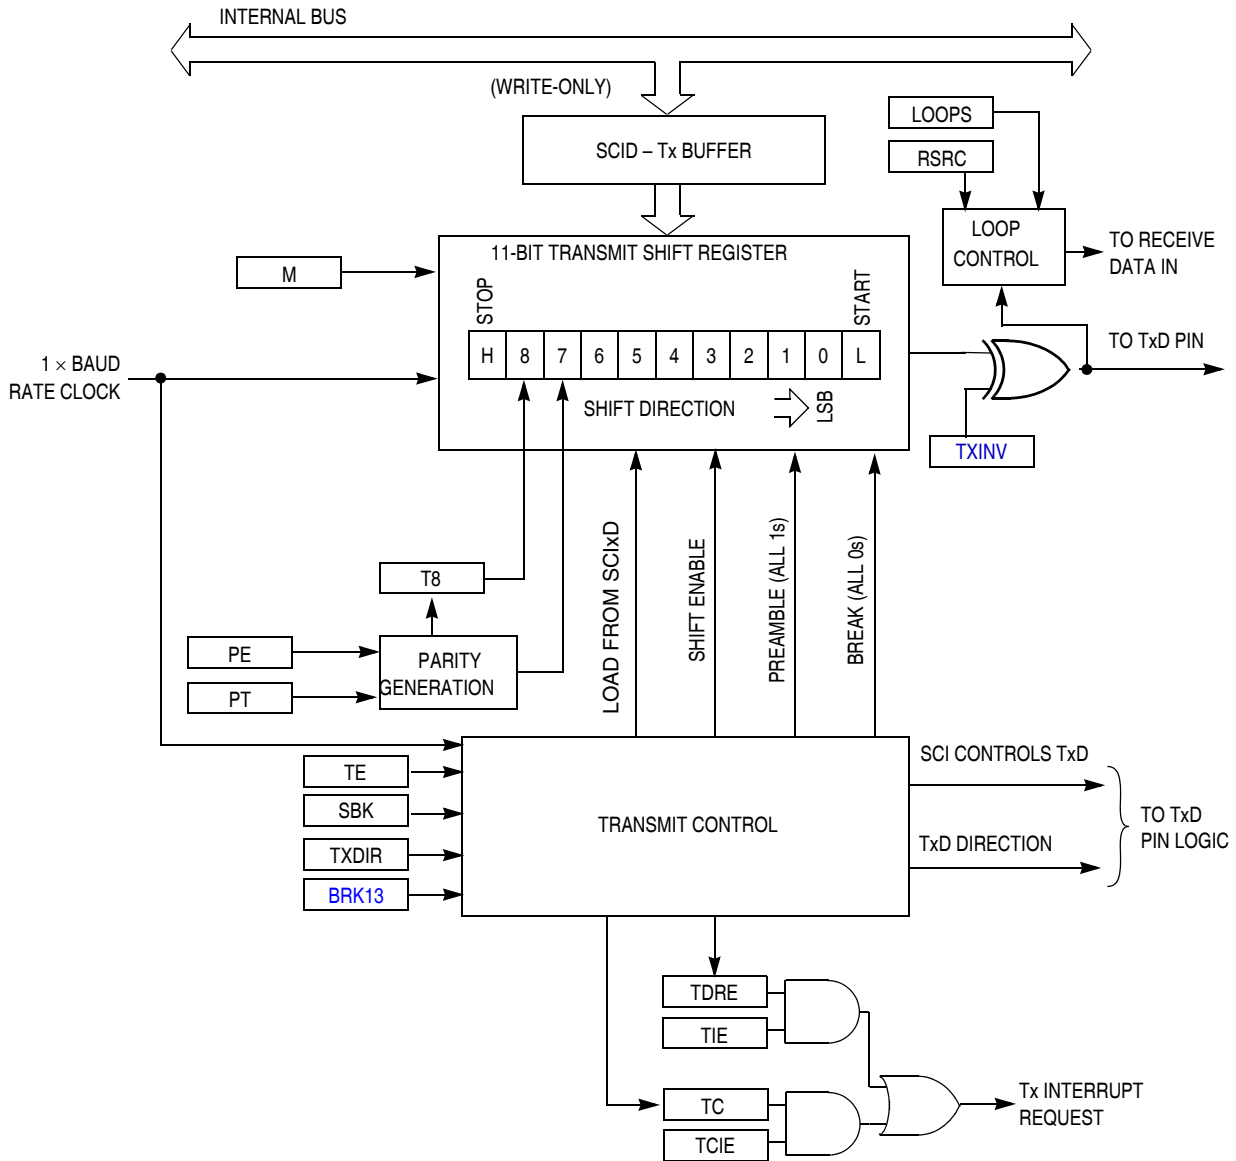 INTERNAL BUS
(WRITE-ONLY)
SCID – Tx BUFFER
LOOPS
RSRC
LOOP
CONTROL
TO RECEIVE
DATA IN
11-BIT TRANSMIT SHIFT REGISTER
M
STOP
START
H 8 7 6 5 4 3 2 1 0 L
1 × BAUD
RATE CLOCK
TO TxD PIN
SHIFT DIRECTION
LSB
TXINV
LOAD FROM SCIxD
SHIFT ENABLE
PREAMBLE (ALL 1s)
BREAK (ALL 0s)
T8
PE
PT
PARITY
GENERATION
TE
SBK
TXDIR
BRK13
TRANSMIT CONTROL
SCI CONTROLS TxD
TxD DIRECTION
TO TxD
PIN LOGIC
TDRE
TIE
TC
TCIE
Tx INTERRUPT
REQUEST